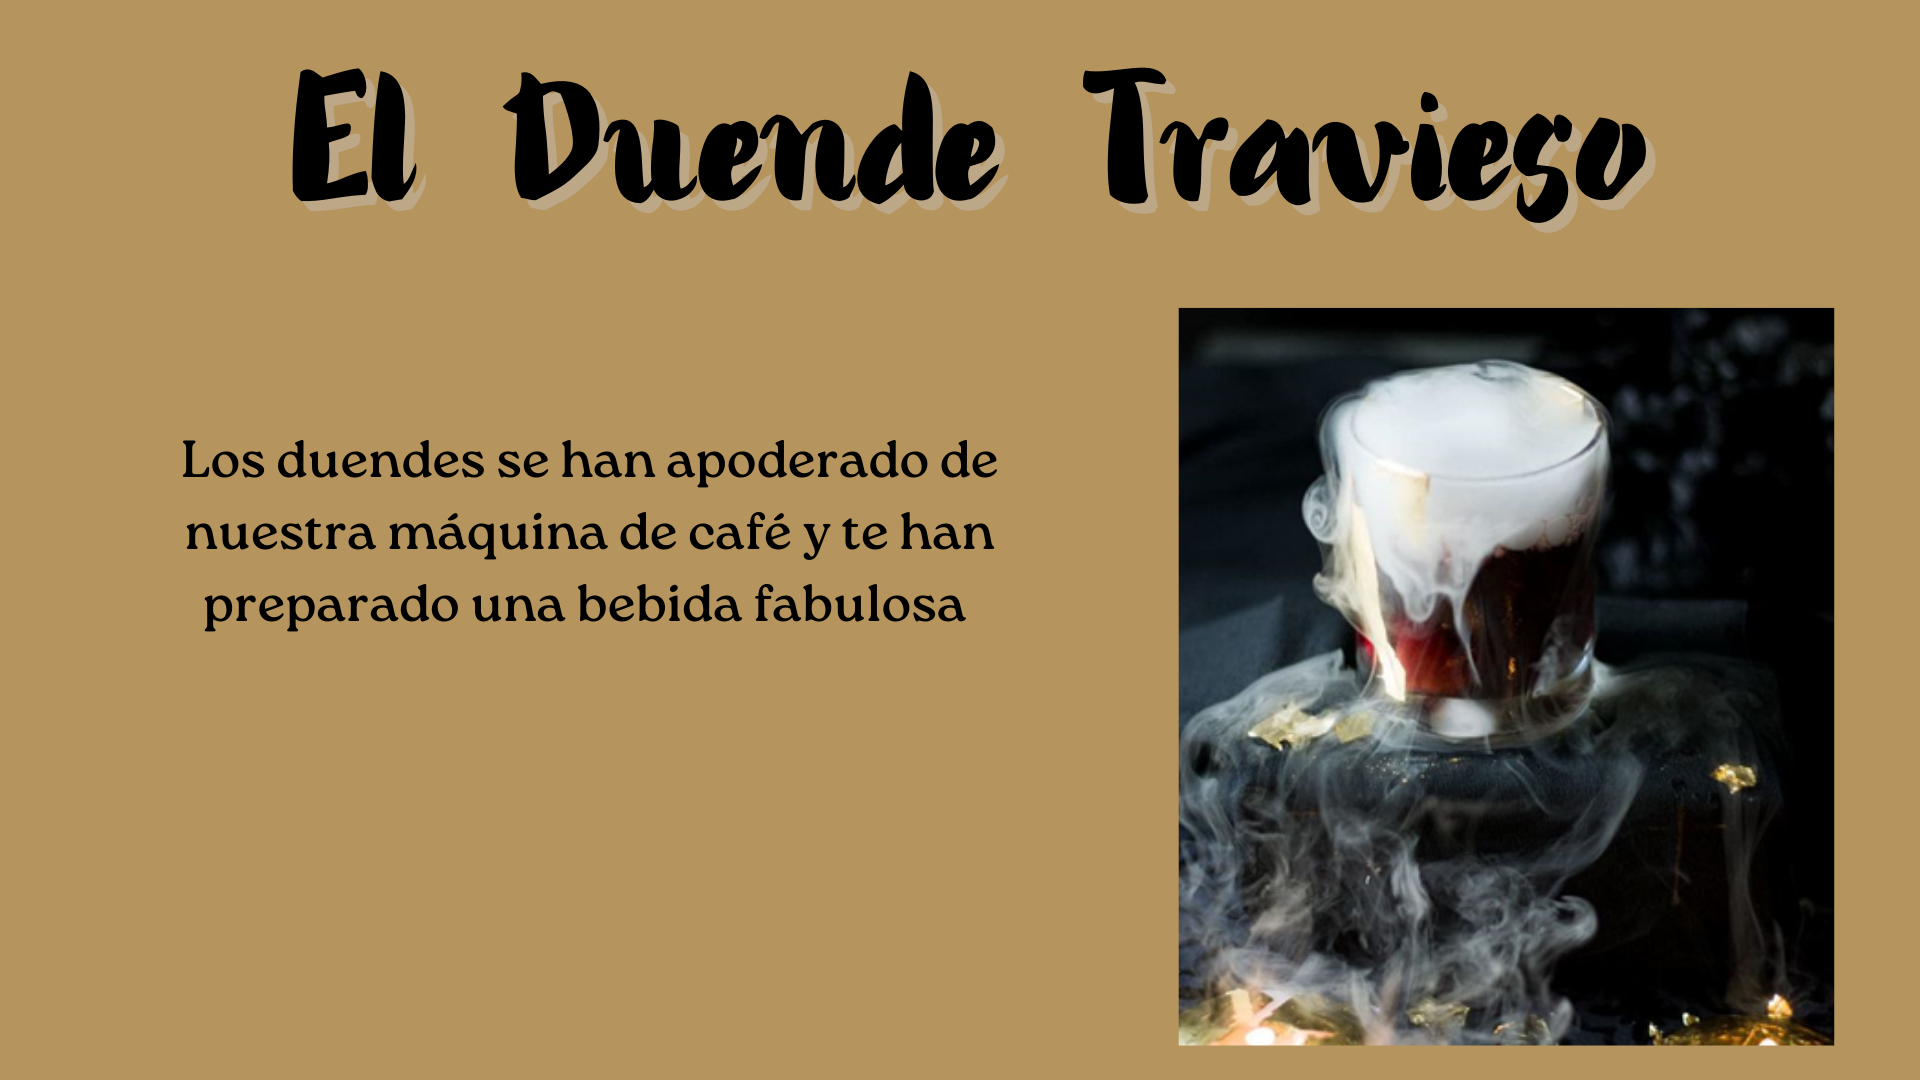 El Duende Travieso
Los duendes se han apoderado de
nuestra máquina de café y te han
preparado una bebida fabulosa